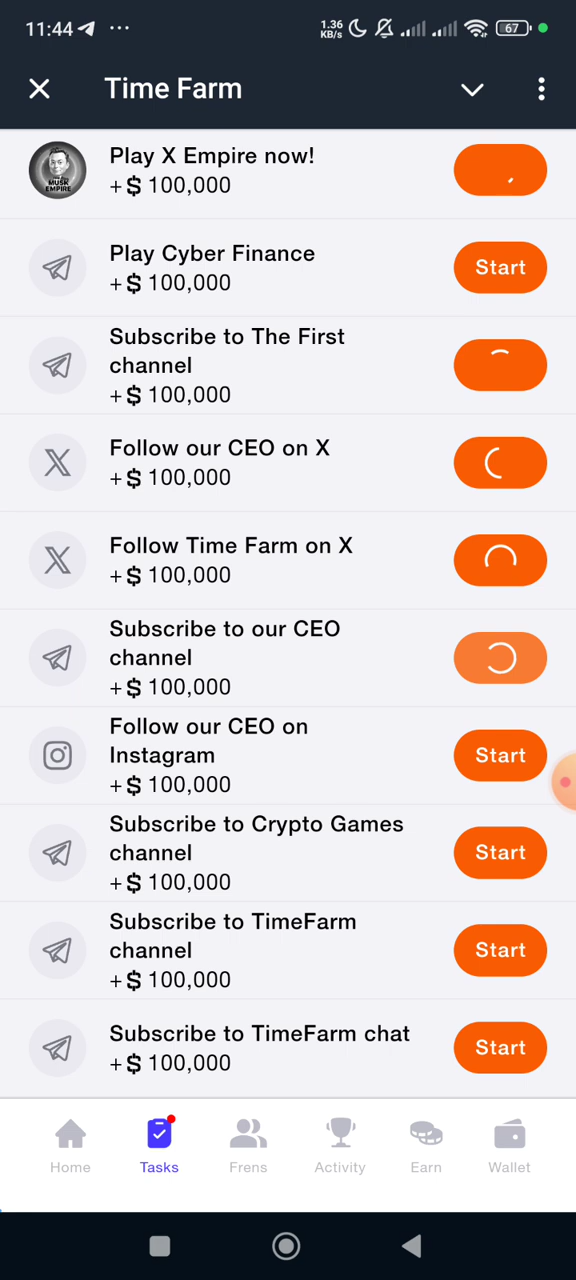 11:44
1.36
KB/s
67
Time Farm
MUSK
EMPIRE
Play X Empire now!
+$ 100,000
Play Cyber Finance
+$ 100,000
Start
Subscribe to The First
channel
+$ 100,000
Follow our CEO on X
+$ 100,000
Follow Time Farm on X
+$ 100,000
Subscribe to our CEO
channel
+$ 100,000
Follow our CEO on
Instagram
+$ 100,000
Start
Subscribe to Crypto Games
channel
+$ 100,000
Start
Subscribe to TimeFarm
channel
+$ 100,000
Start
Subscribe to TimeFarm chat
+$ 100,000
Start
Home
Tasks
Frens
Activity
Earn
Wallet